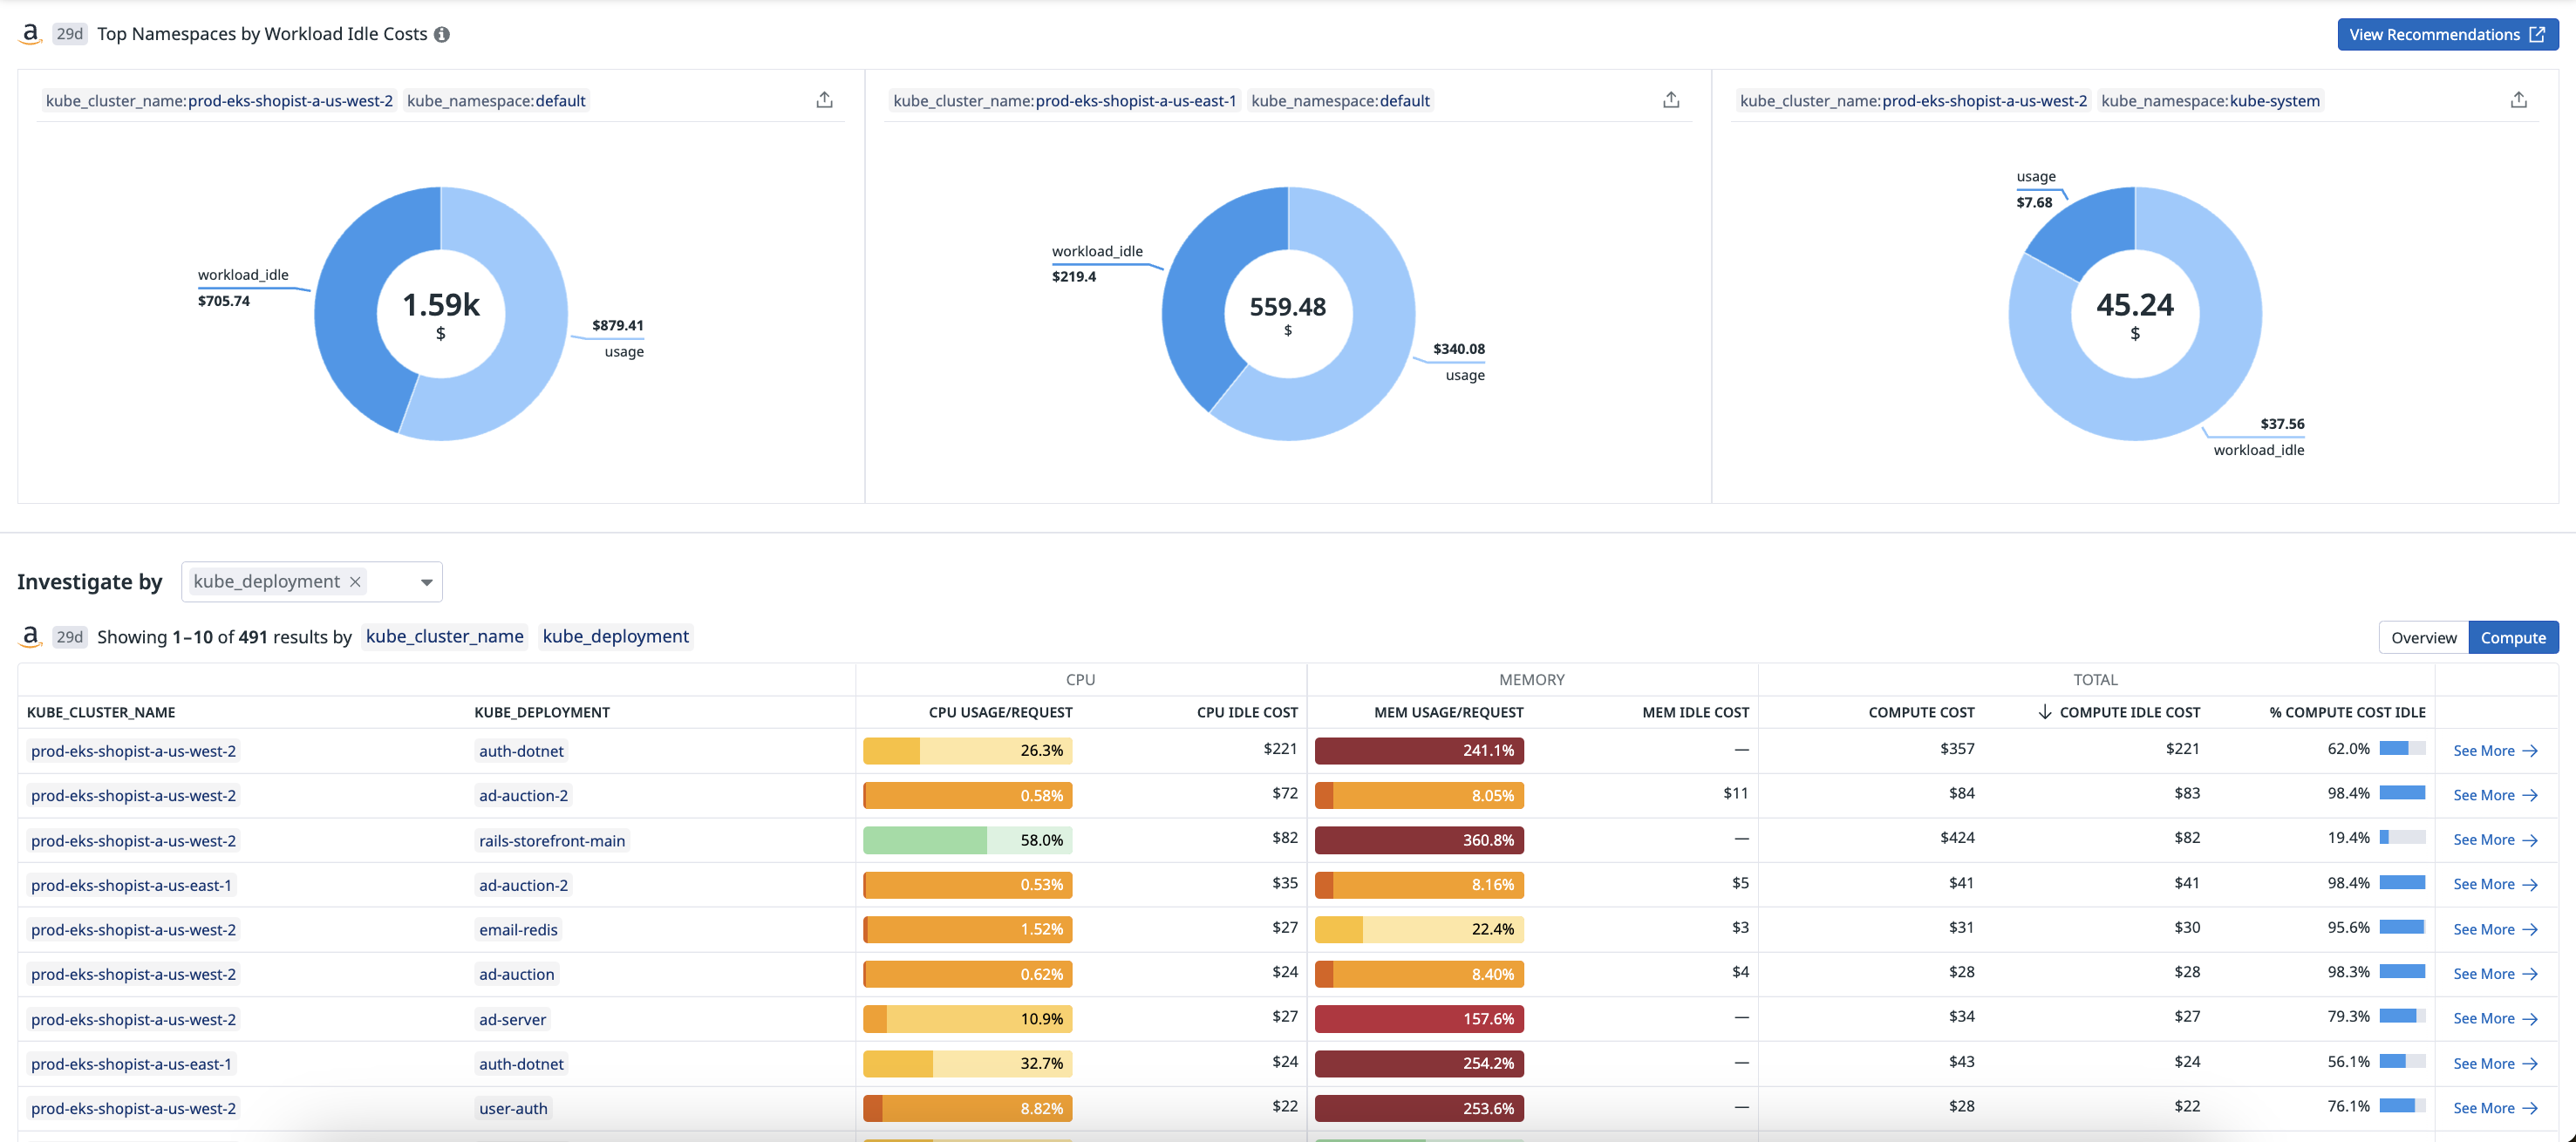 a 29d Top Namespaces by Workload Idle Costs
View Recommendations
kube_cluster_name:prod-eks-shopist-a-us-west-2 kube_namespace:default
workload_idle
$705.74
1.59k
$
$879.41
usage
kube_cluster_name:prod-eks-shopist-a-us-east-1 kube_namespace:default
workload_idle
$219.4
559.48
$
$340.08
usage
kube_cluster_name:prod-eks-shopist-a-us-west-2 kube_namespace:kube-system
usage
$7.68
45.24
$
$37.56
workload_idle
Investigate by kube_deployment ×
a 29d Showing 1–10 of 491 results by kube_cluster_name kube_deployment
Overview Compute
CPU MEMORY TOTAL
KUBE_CLUSTER_NAME KUBE_DEPLOYMENT CPU USAGE/REQUEST CPU IDLE COST MEM USAGE/REQUEST MEM IDLE COST COMPUTE COST ↓ COMPUTE IDLE COST % COMPUTE COST IDLE
prod-eks-shopist-a-us-west-2 auth-dotnet 26.3% $221 241.1% — $357 $221 62.0% See More →
prod-eks-shopist-a-us-west-2 ad-auction-2 0.58% $72 8.05% $11 $84 $83 98.4% See More →
prod-eks-shopist-a-us-west-2 rails-storefront-main 58.0% $82 360.8% — $424 $82 19.4% See More →
prod-eks-shopist-a-us-east-1 ad-auction-2 0.53% $35 8.16% $5 $41 $41 98.4% See More →
prod-eks-shopist-a-us-west-2 email-redis 1.52% $27 22.4% $3 $31 $30 95.6% See More →
prod-eks-shopist-a-us-west-2 ad-auction 0.62% $24 8.40% $4 $28 $28 98.3% See More →
prod-eks-shopist-a-us-west-2 ad-server 10.9% $27 157.6% — $34 $27 79.3% See More →
prod-eks-shopist-a-us-east-1 auth-dotnet 32.7% $24 254.2% — $43 $24 56.1% See More →
prod-eks-shopist-a-us-west-2 user-auth 8.82% $22 253.6% — $28 $22 76.1% See More →